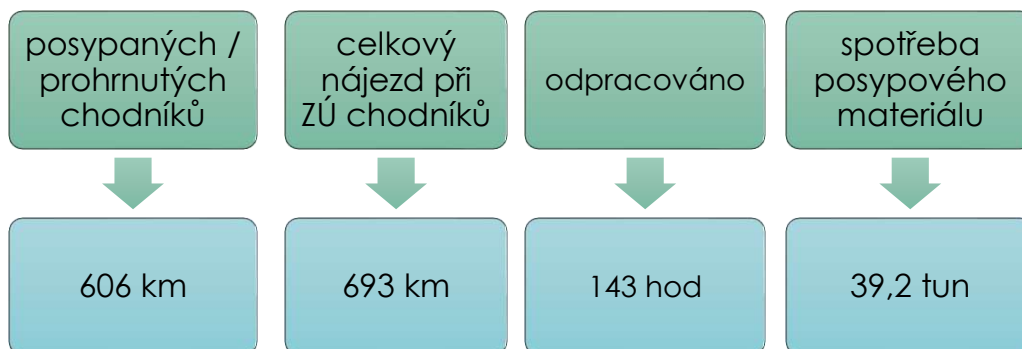 posypaných /
prohrnutých
chodníků
celkový
nájezd při
ZÚ chodníků
odpracováno
spotřeba
posypového
materiálu
606 km
693 km
143 hod
39,2 tun